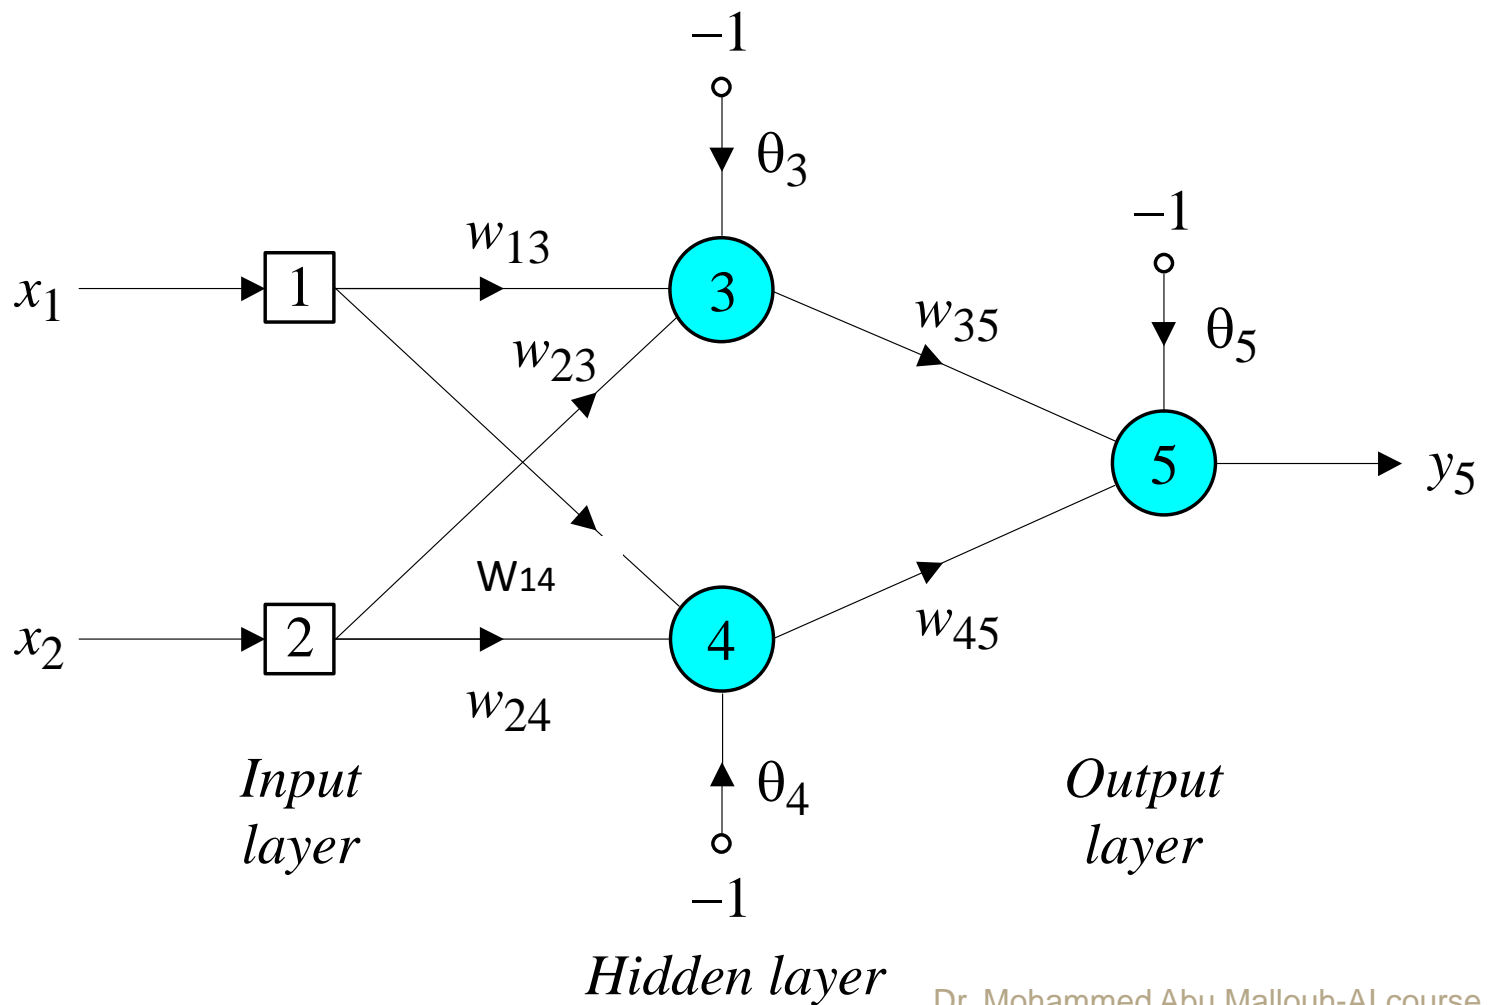 −1
θ3
−1
w13
x1
1
3
w35
θ5
w23
5
y5
W14
x2
2
4
w45
w24
Input
layer
θ4
Output
layer
−1
Hidden layer
Dr. Mohammed Abu Mallouh-AI course